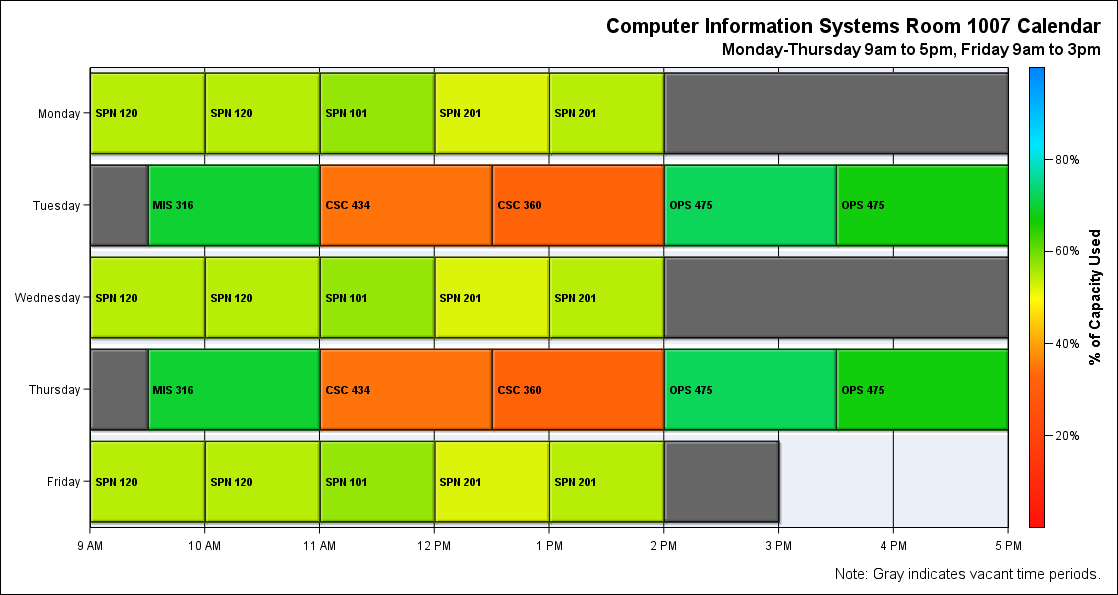 Computer Information Systems Room 1007 Calendar
Monday-Thursday 9am to 5pm, Friday 9am to 3pm
Monday SPN 120 SPN 120 SPN 101 SPN 201 SPN 201
80%
Tuesday MIS 316 CSC 434 CSC 360 OPS 475 OPS 475
60%
% of Capacity Used
Wednesday SPN 120 SPN 120 SPN 101 SPN 201 SPN 201
40%
Thursday MIS 316 CSC 434 CSC 360 OPS 475 OPS 475
20%
Friday SPN 120 SPN 120 SPN 101 SPN 201 SPN 201
9 AM 10 AM 11 AM 12 PM 1 PM 2 PM 3 PM 4 PM 5 PM
Note: Gray indicates vacant time periods.